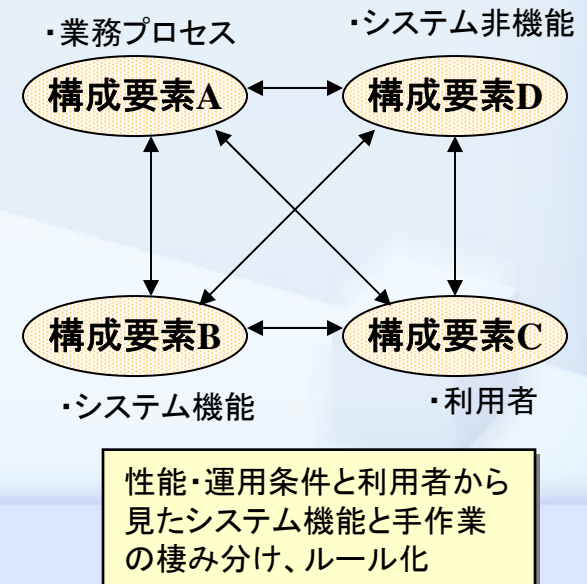 ・業務プロセス
・システム非機能
構成要素A
構成要素D
構成要素B
構成要素C
・システム機能
・利用者
性能・運用条件と利用者から
見たシステム機能と手作業
の棲み分け、ルール化